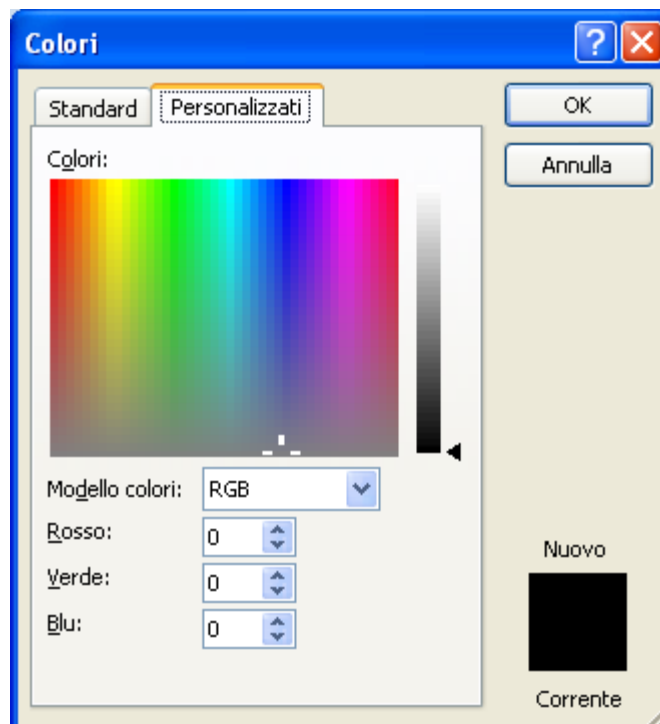 Colori
Standard Personalizzati
OK
Annulla
Colori:
Modello colori: RGB
Rosso: 0
Verde: 0
Blu: 0
Nuovo
Corrente